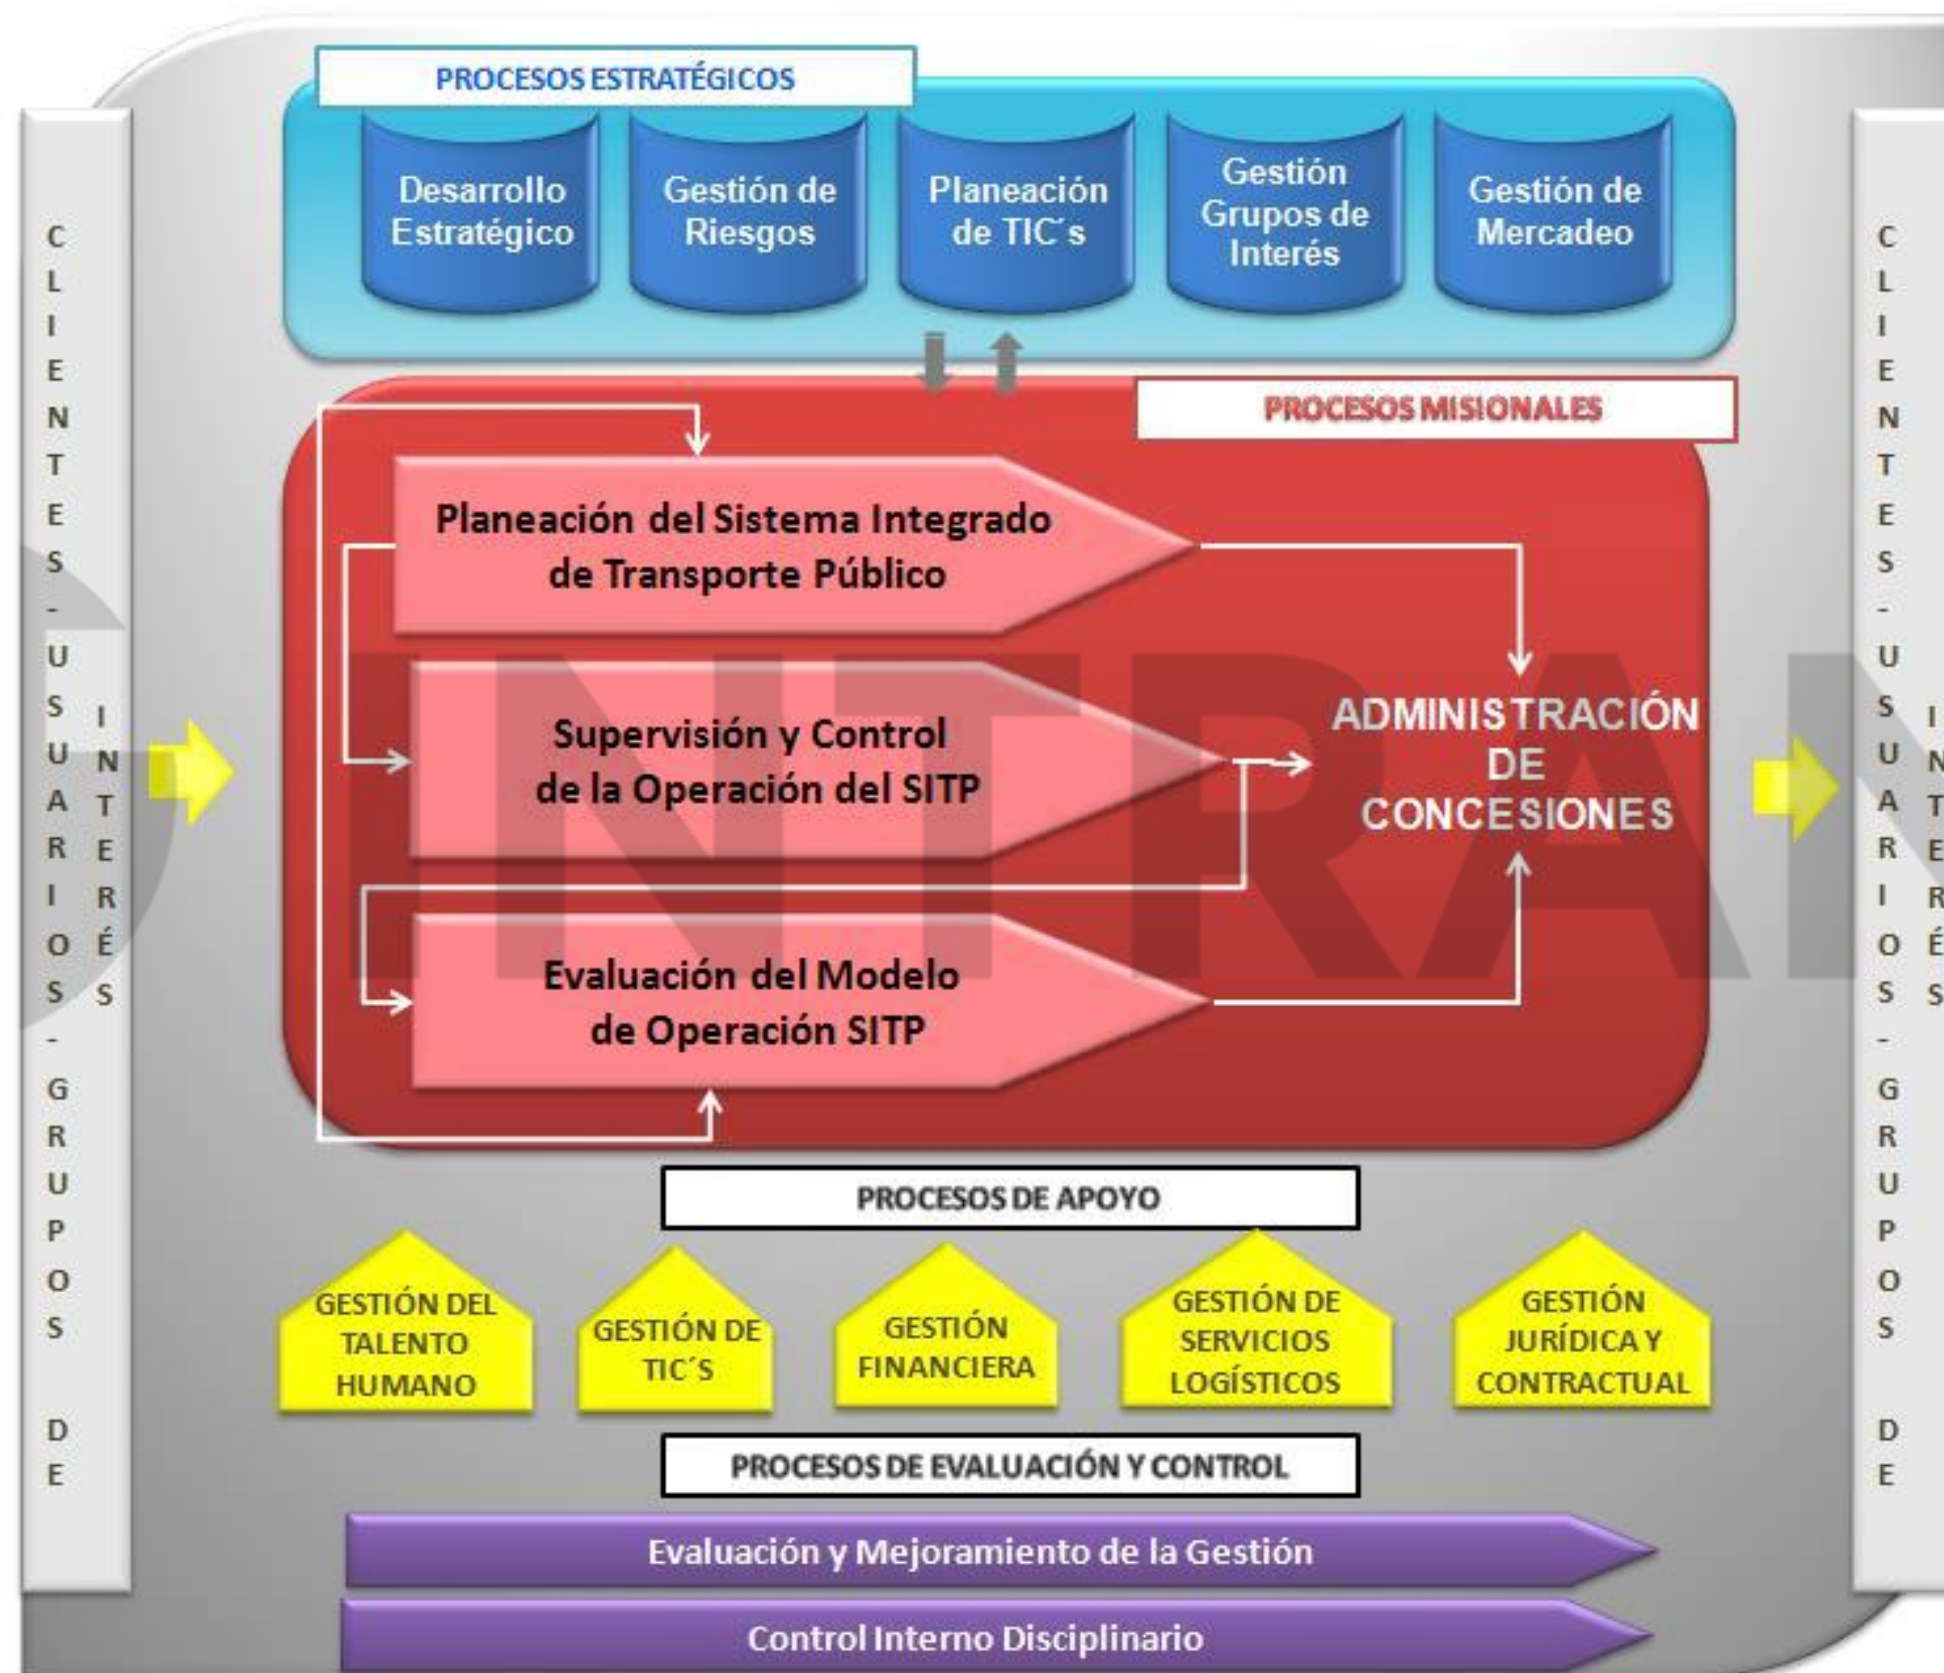 PROCESOS ESTRATÉGICOS
Desarrollo
Estratégico
Gestión de
Riesgos
Planeación
de TIC´s
Gestión
Grupos de
Interés
Gestión de
Mercadeo
CLIENTES - USUARIOS - GRUPOS DE
INTERÉS
PROCESOS MISIONALES
Planeación del Sistema Integrado
de Transporte Público
Supervisión y Control
de la Operación del SITP
Evaluación del Modelo
de Operación SITP
ADMINISTRACIÓN
DE
CONCESIONES
PROCESOS DE APOYO
GESTIÓN DEL
TALENTO
HUMANO
GESTIÓN DE
TIC´S
GESTIÓN
FINANCIERA
GESTIÓN DE
SERVICIOS
LOGÍSTICOS
GESTIÓN
JURÍDICA Y
CONTRACTUAL
PROCESOS DE EVALUACIÓN Y CONTROL
Evaluación y Mejoramiento de la Gestión
Control Interno Disciplinario
CLIENTES - USUARIOS - GRUPOS DE
INTERÉS